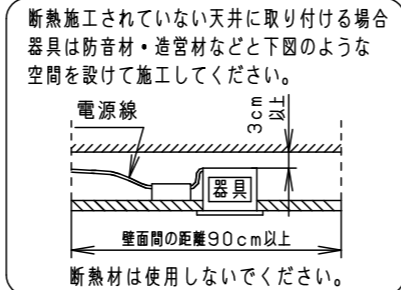 断熱施工されていない天井に取り付ける場合
器具は防音材・造営材などと下図のような
空間を設けて施工してください。
電源線
3cm
以上
器具
壁面間の距離90cm以上
断熱材は使用しないでください。